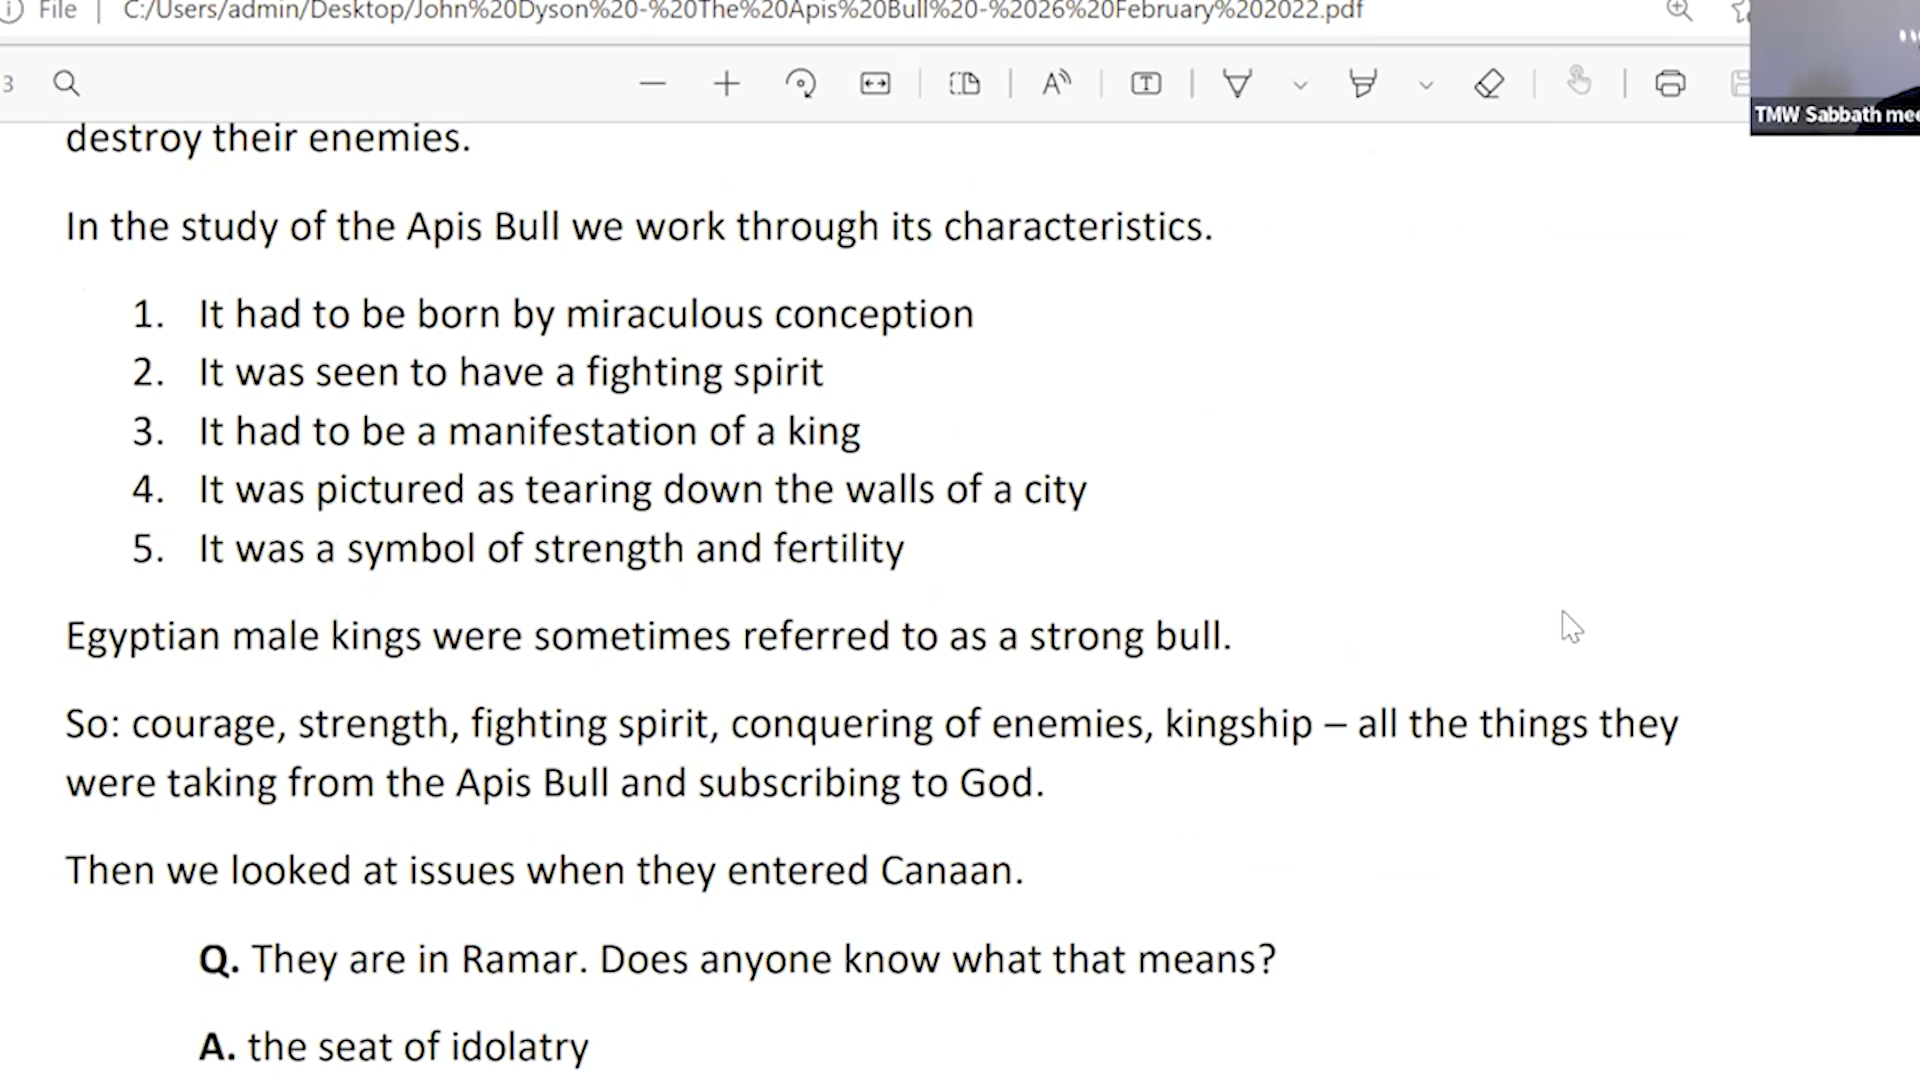 File | C:/Users/admin/Desktop/John%20Dyson%20-%20The%20Apis%20Bull%20-%2026%20February%202022.pdf
3
TMW Sabbath mee
destroy their enemies.
In the study of the Apis Bull we work through its characteristics.
1. It had to be born by miraculous conception
2. It was seen to have a fighting spirit
3. It had to be a manifestation of a king
4. It was pictured as tearing down the walls of a city
5. It was a symbol of strength and fertility
Egyptian male kings were sometimes referred to as a strong bull.
So: courage, strength, fighting spirit, conquering of enemies, kingship – all the things they
were taking from the Apis Bull and subscribing to God.
Then we looked at issues when they entered Canaan.
Q. They are in Ramar. Does anyone know what that means?
A. the seat of idolatry